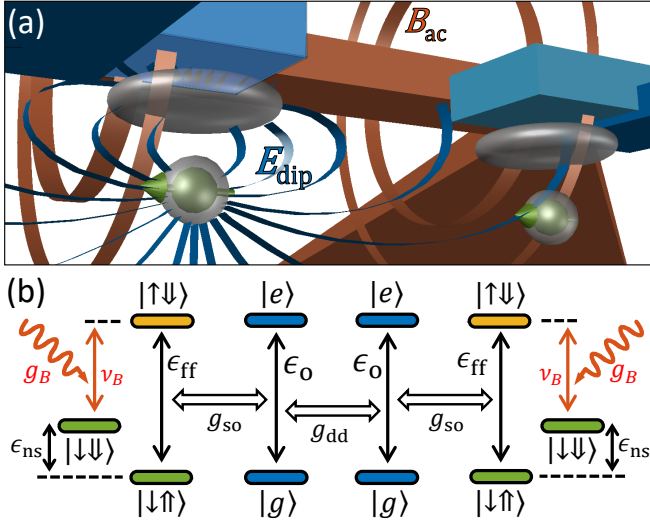 (a)
B_ac
E_dip
(b)
|↑⇓⟩ |e⟩ |e⟩ |↑⇓⟩
g_B ν_B ϵ_ff ϵ_o ϵ_o ϵ_ff ν_B g_B
g_so g_dd g_so
ϵ_ns |↓⇓⟩ |↓⇓⟩ ϵ_ns
|↓⇑⟩ |g⟩ |g⟩ |↓⇑⟩